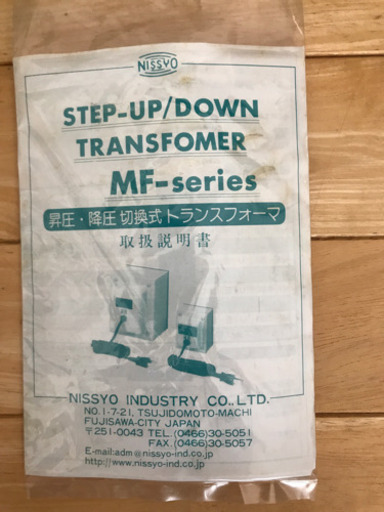 NISSYO
STEP-UP/DOWN
TRANSFOMER
MF-series
昇圧・降圧 切換式 トランスフォーマ
取扱説明書
NISSYO INDUSTRY CO.,LTD.
NO.1-7-21, TSUJIDOMOTO-MACHI
FUJISAWA-CITY JAPAN
〒251-0043 TEL. (0466)30-5051
FAX. (0466)30-5057
E-mail:adm@nissyo-ind.co.jp
http://www.nissyo-ind.co.jp